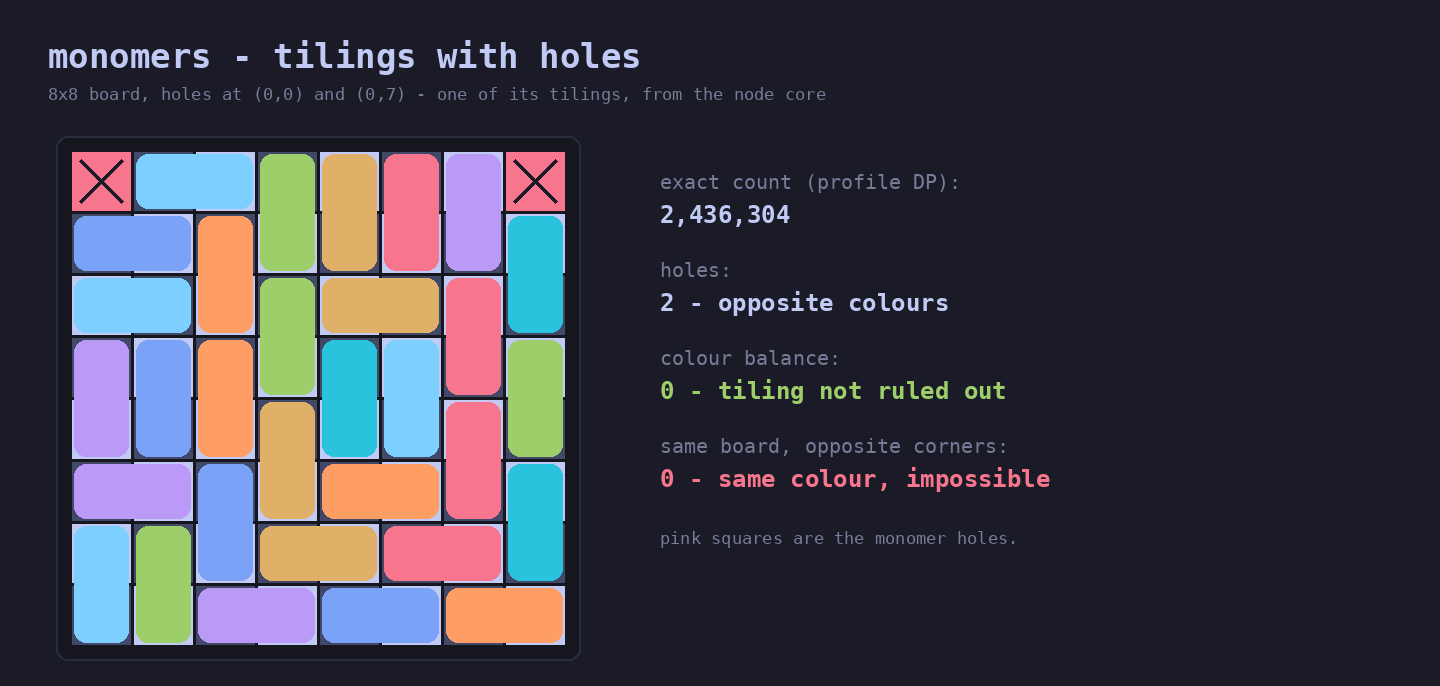 monomers - tilings with holes
8x8 board, holes at (0,0) and (0,7) - one of its tilings, from the node core
exact count (profile DP):
2,436,304
holes:
2 - opposite colours
colour balance:
0 - tiling not ruled out
same board, opposite corners:
0 - same colour, impossible
pink squares are the monomer holes.